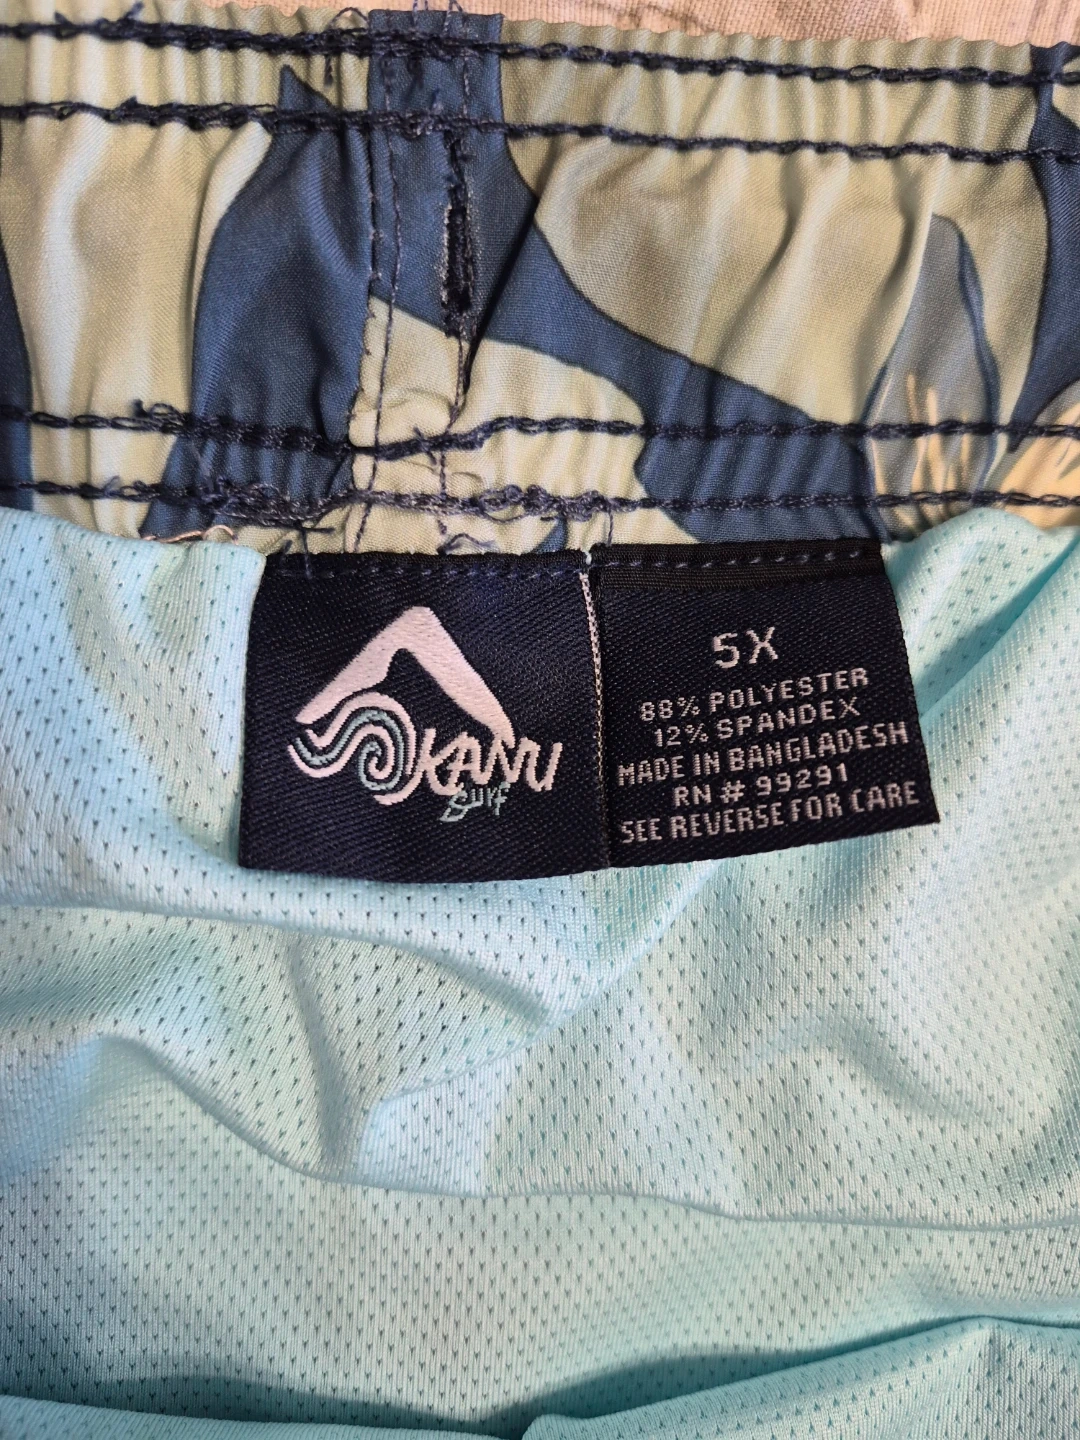 KANU
SURF
5X
88% POLYESTER
12% SPANDEX
MADE IN BANGLADESH
RN # 99291
SEE REVERSE FOR CARE